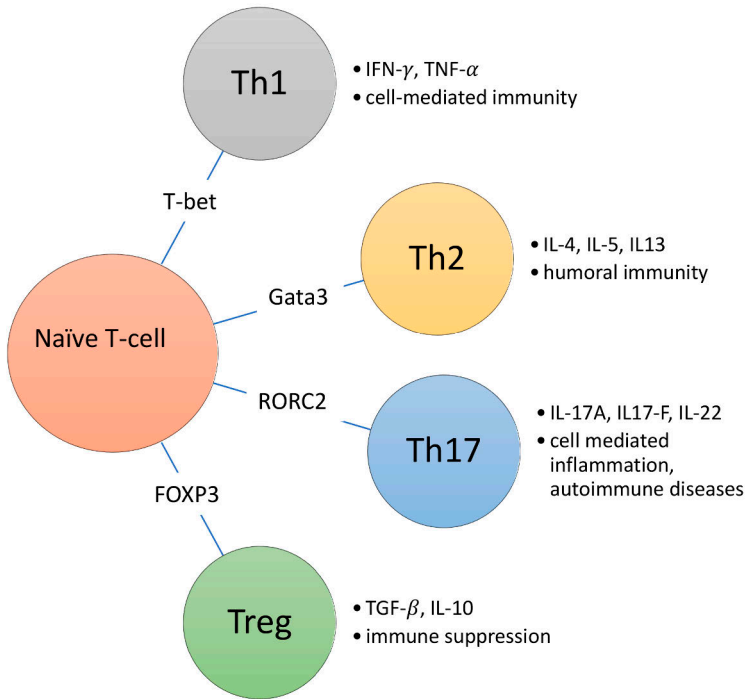 Th1
• IFN-γ, TNF-α
• cell-mediated immunity
T-bet
Th2
• IL-4, IL-5, IL13
• humoral immunity
Gata3
Naïve T-cell
RORC2
Th17
• IL-17A, IL17-F, IL-22
• cell mediated
inflammation,
autoimmune diseases
FOXP3
Treg
• TGF-β, IL-10
• immune suppression